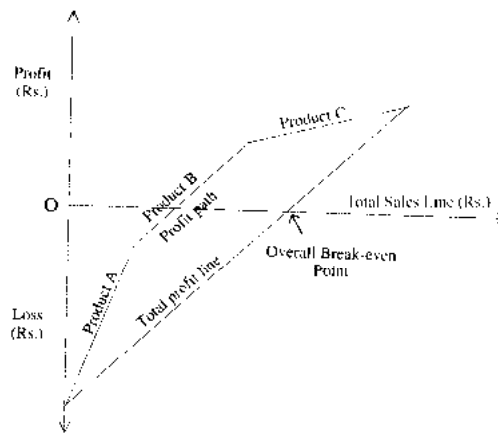 Profit
(Rs.)
Product C
Product B
Profit path
O
Total Sales Line (Rs.)
Overall Break-even
Point
Product A
Total profit line
Loss
(Rs.)